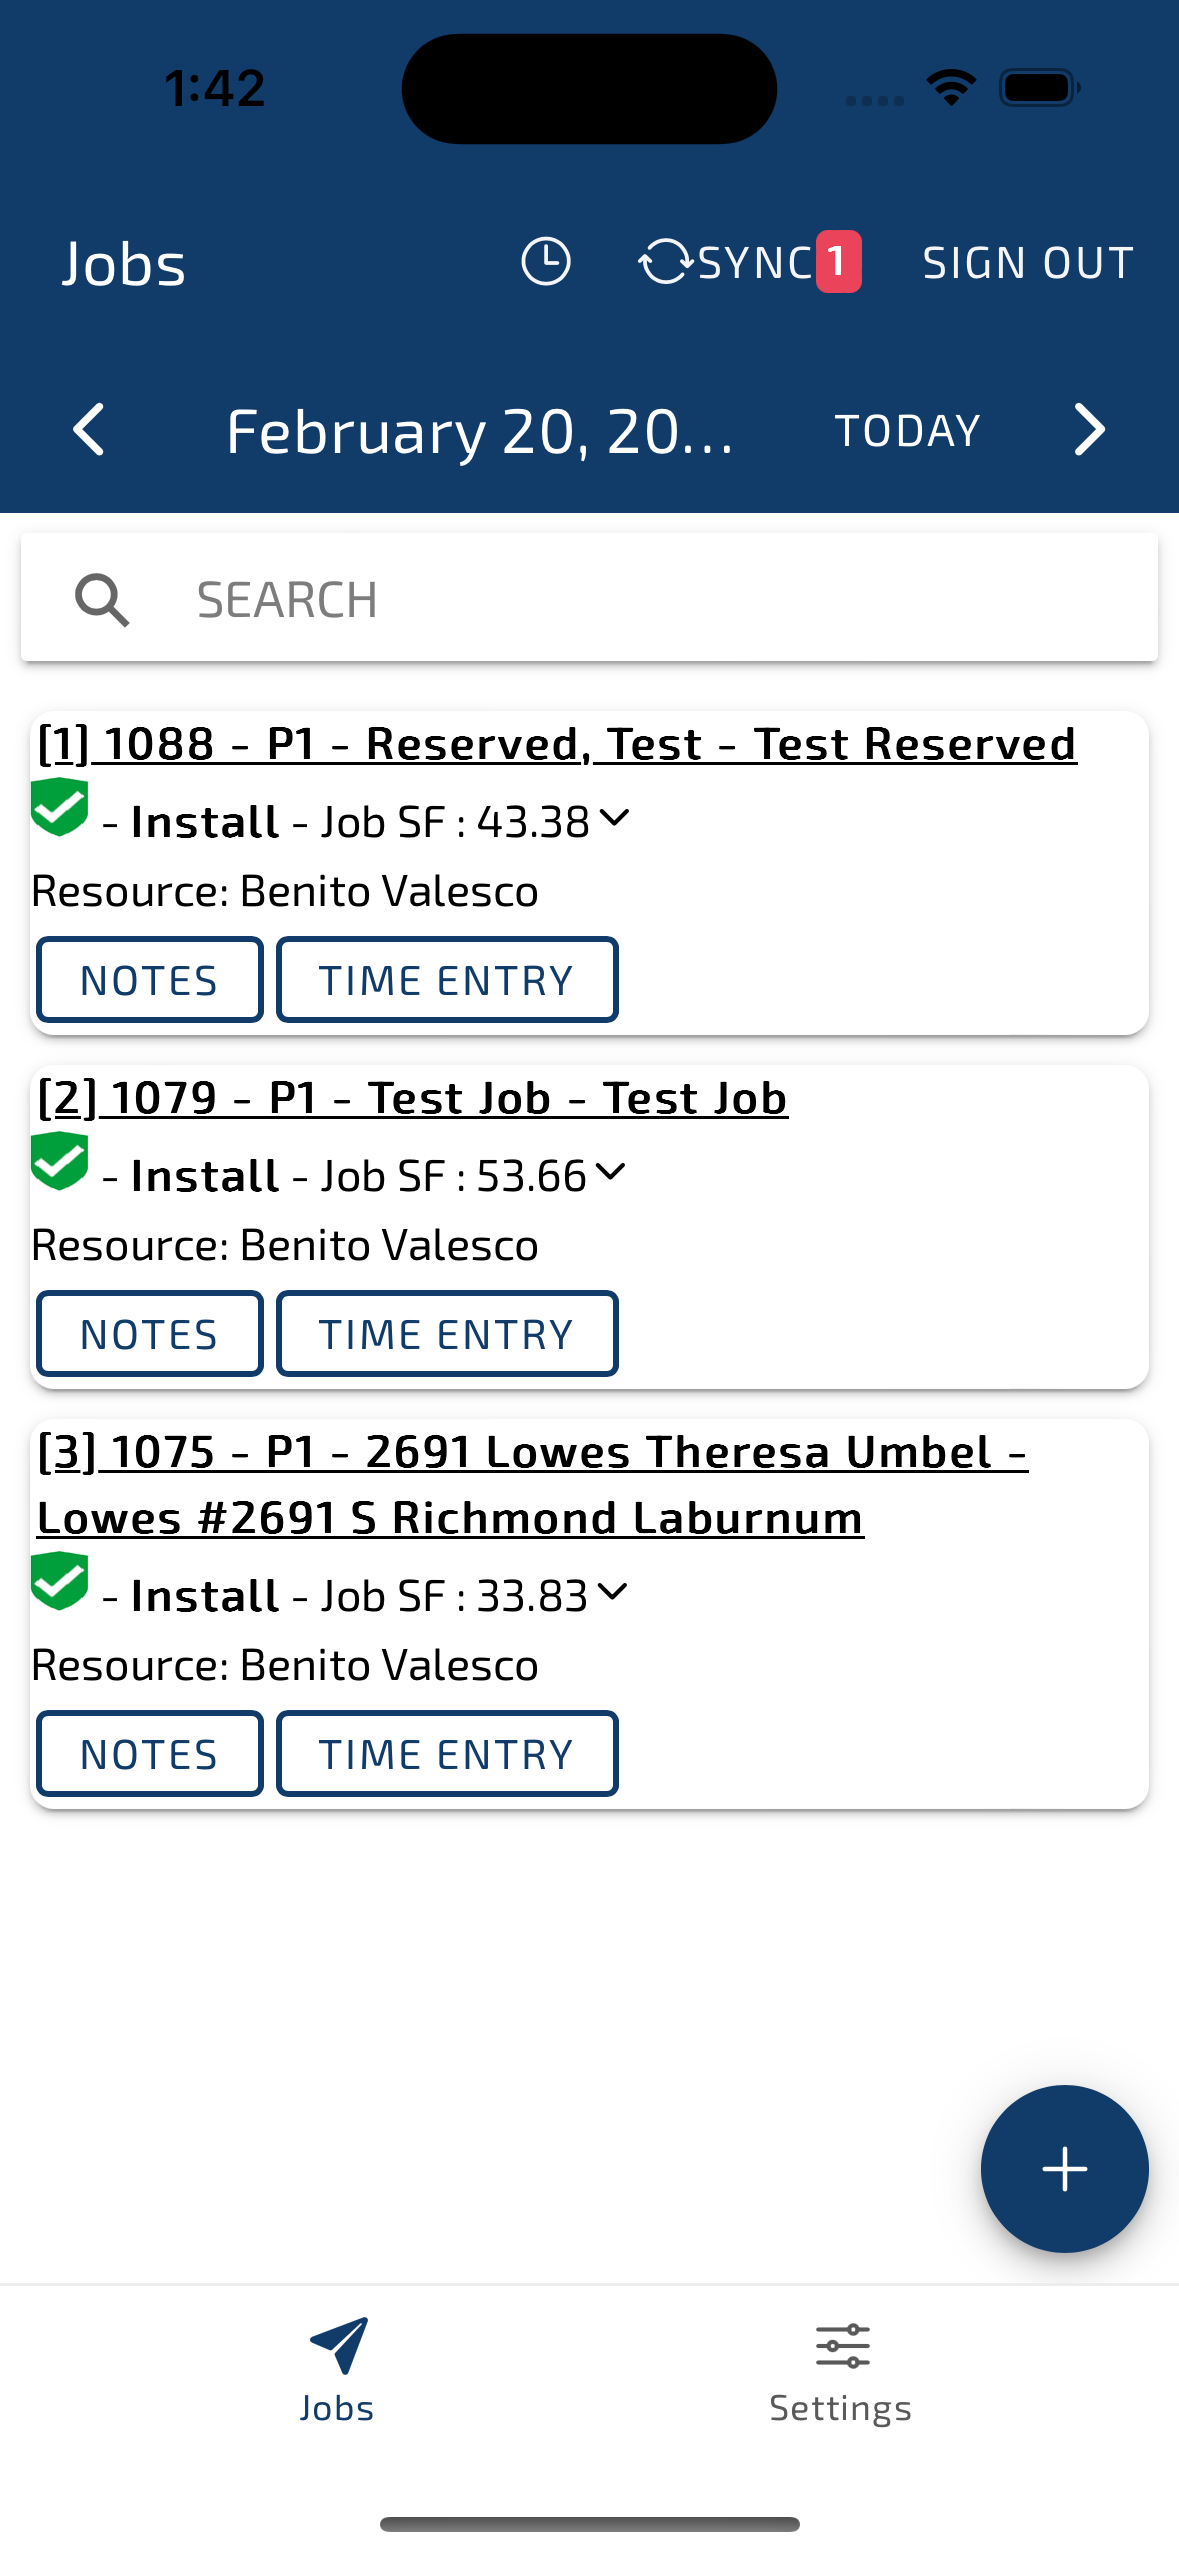 1:42
Jobs SYNC 1 SIGN OUT
February 20, 20... TODAY
SEARCH
[1] 1088 - P1 - Reserved, Test - Test Reserved
- Install - Job SF : 43.38
Resource: Benito Valesco
NOTES TIME ENTRY
[2] 1079 - P1 - Test Job - Test Job
- Install - Job SF : 53.66
Resource: Benito Valesco
NOTES TIME ENTRY
[3] 1075 - P1 - 2691 Lowes Theresa Umbel -
Lowes #2691 S Richmond Laburnum
- Install - Job SF : 33.83
Resource: Benito Valesco
NOTES TIME ENTRY
Jobs Settings